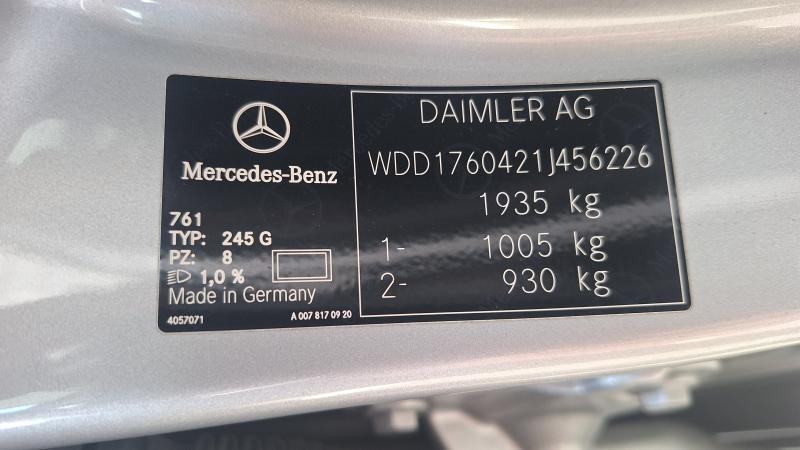 Mercedes-Benz
761
TYP: 245 G
PZ: 8
1,0 %
Made in Germany
4057071
A 007 817 09 20
DAIMLER AG
WDD1760421J456226
1935 kg
1- 1005 kg
2- 930 kg